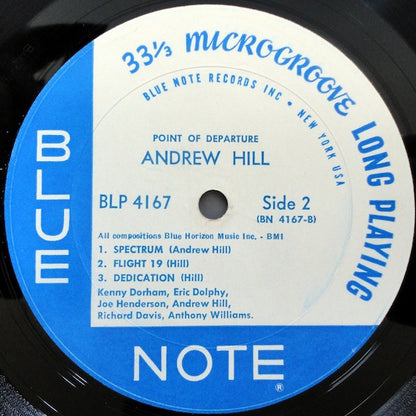 33⅓ MICROGROOVE LONG PLAYING
BLUE NOTE RECORDS INC • NEW YORK USA
POINT OF DEPARTURE
ANDREW HILL
BLP 4167 Side 2
(BN 4167-B)
All compositions Blue Horizon Music Inc. - BMI
1. SPECTRUM (Andrew Hill)
2. FLIGHT 19 (Hill)
3. DEDICATION (Hill)
Kenny Dorham, Eric Dolphy,
Joe Henderson, Andrew Hill,
Richard Davis, Anthony Williams.
BLUE
NOTE ®